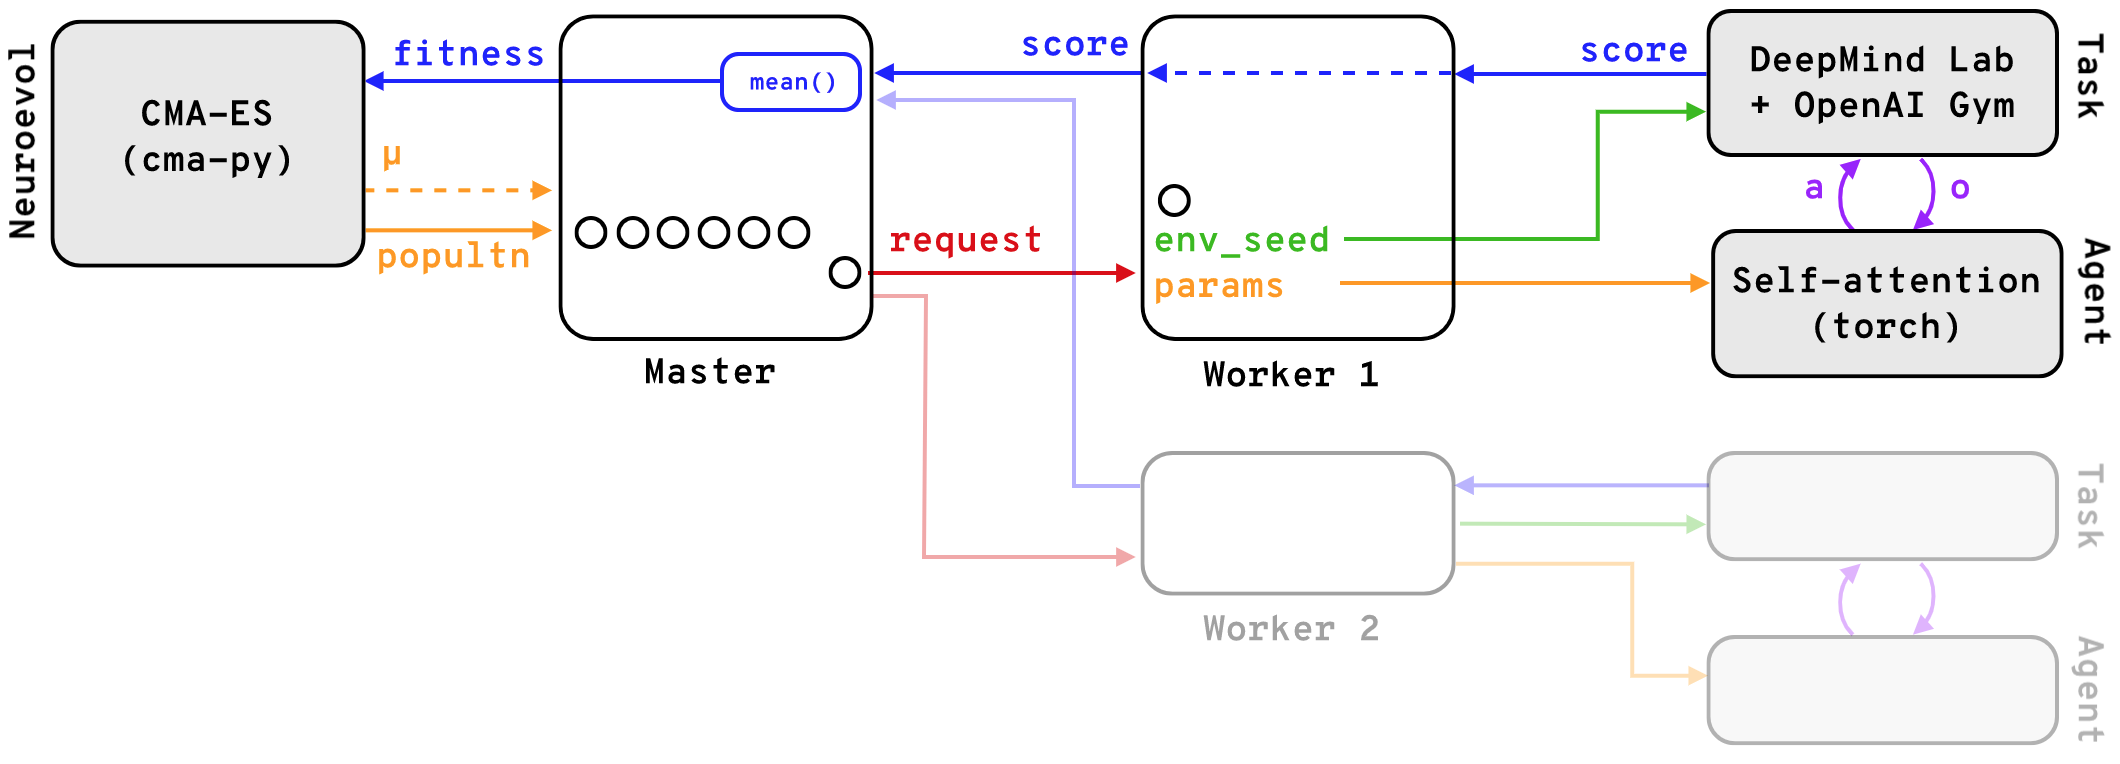 Neuroevol
CMA-ES
(cma-py)
fitness
µ
popultn
mean()
Master
score
request
env_seed
params
Worker 1
score
DeepMind Lab
+ OpenAI Gym
Task
a
o
Self-attention
(torch)
Agent
Worker 2
Task
Agent